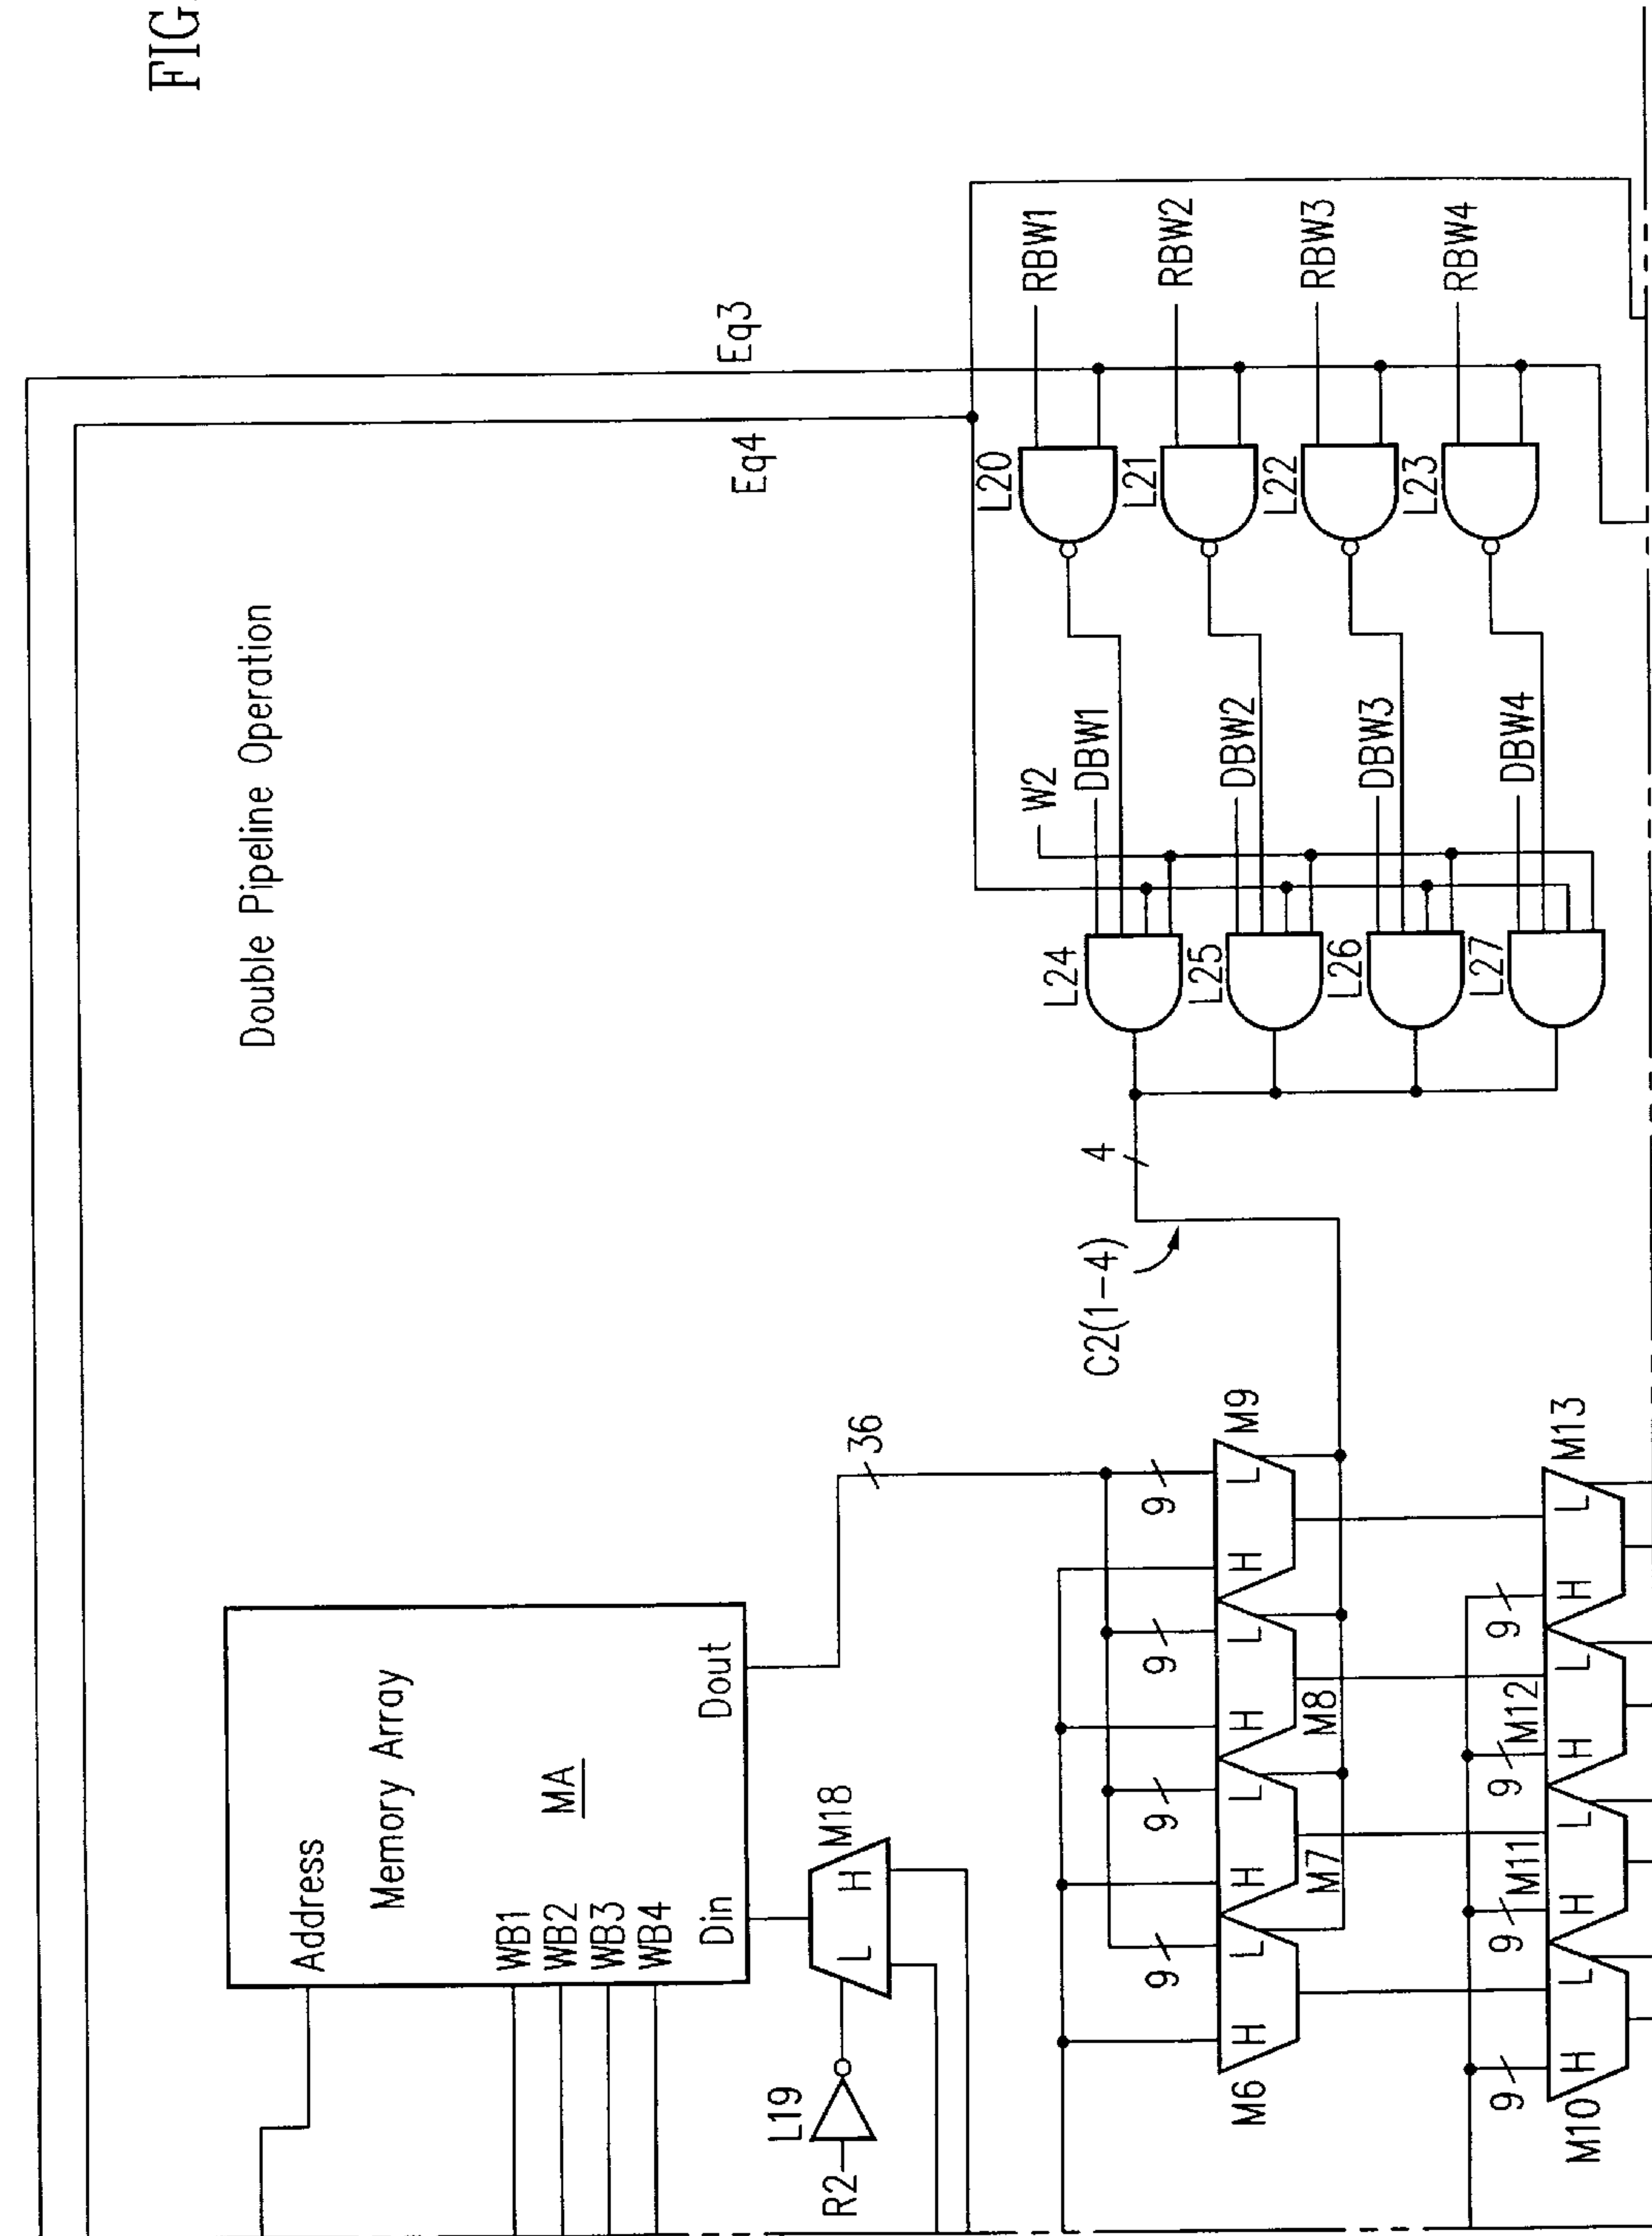 FIG.
Double Pipeline Operation
Eq3
Eq4
Address
Memory Array
MA
WB1
WB2
WB3
WB4
Din
Dout
36
M18
L H
L19
R2
RBW1
RBW2
RBW3
RBW4
L20
L21
L22
L23
W2
DBW1
DBW2
DBW3
DBW4
L24
L25
L26
L27
4
C2(1-4)
9 9 9 9
H L H L H L H L
M6
M7
M8
M9
9 9 9 9
H L H L H L H L
M10
M11
M12
M13